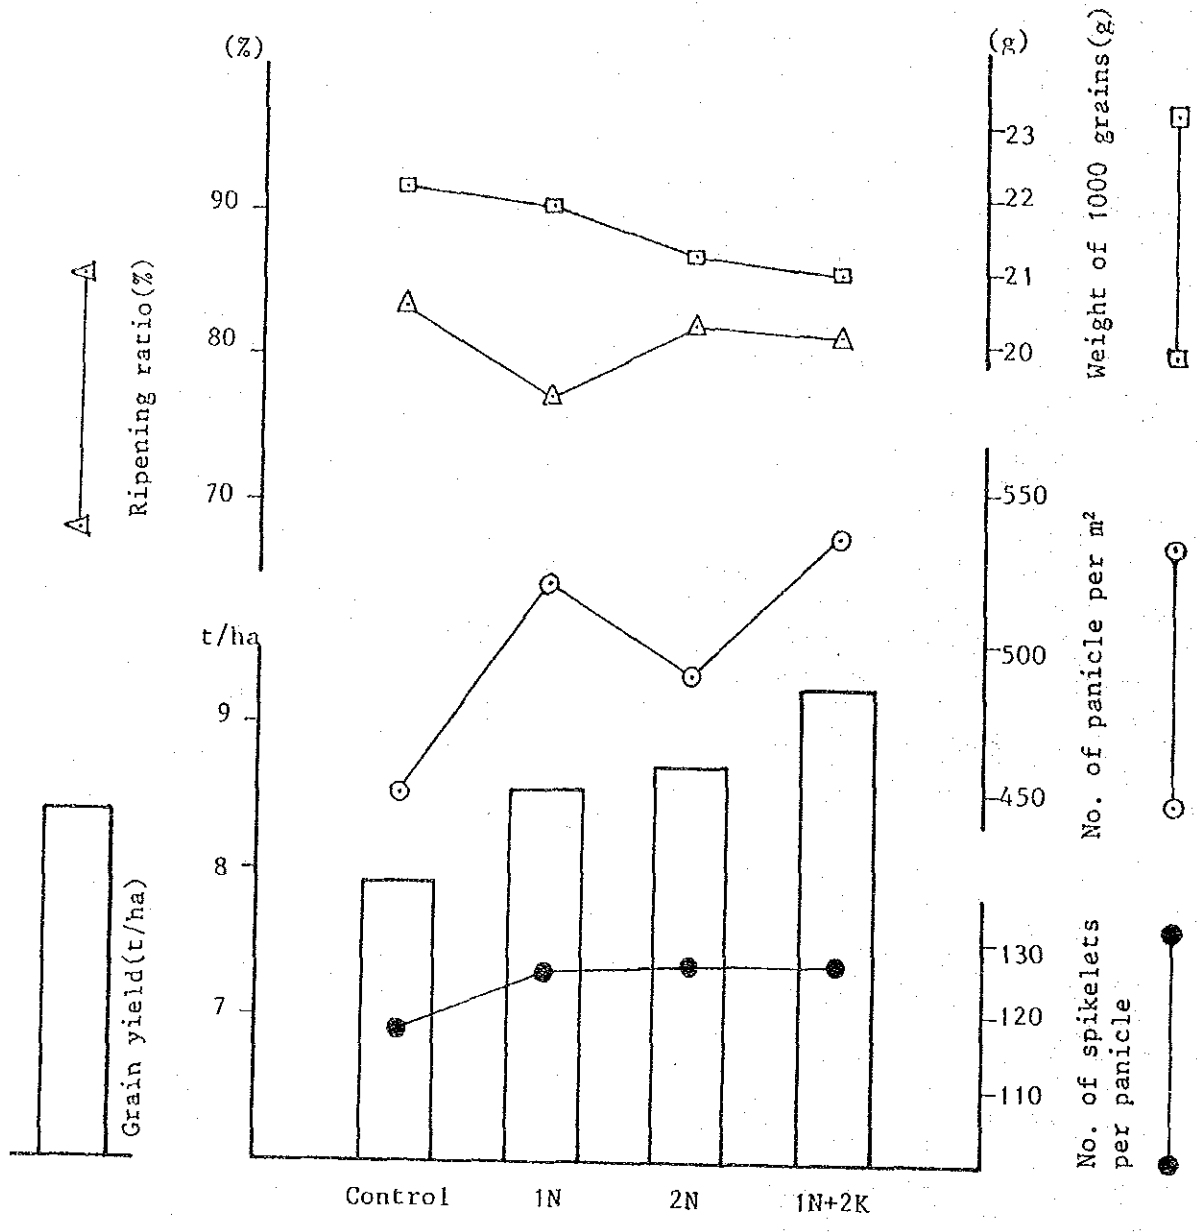 (%)
90
80
70
Ripening ratio(%)
t/ha
9
8
7
Grain yield(t/ha)
(g)
23
22
21
20
Weight of 1000 grains(g)
550
500
450
No. of panicle per m²
130
120
110
No. of spikelets
per panicle
Control 1N 2N 1N+2K